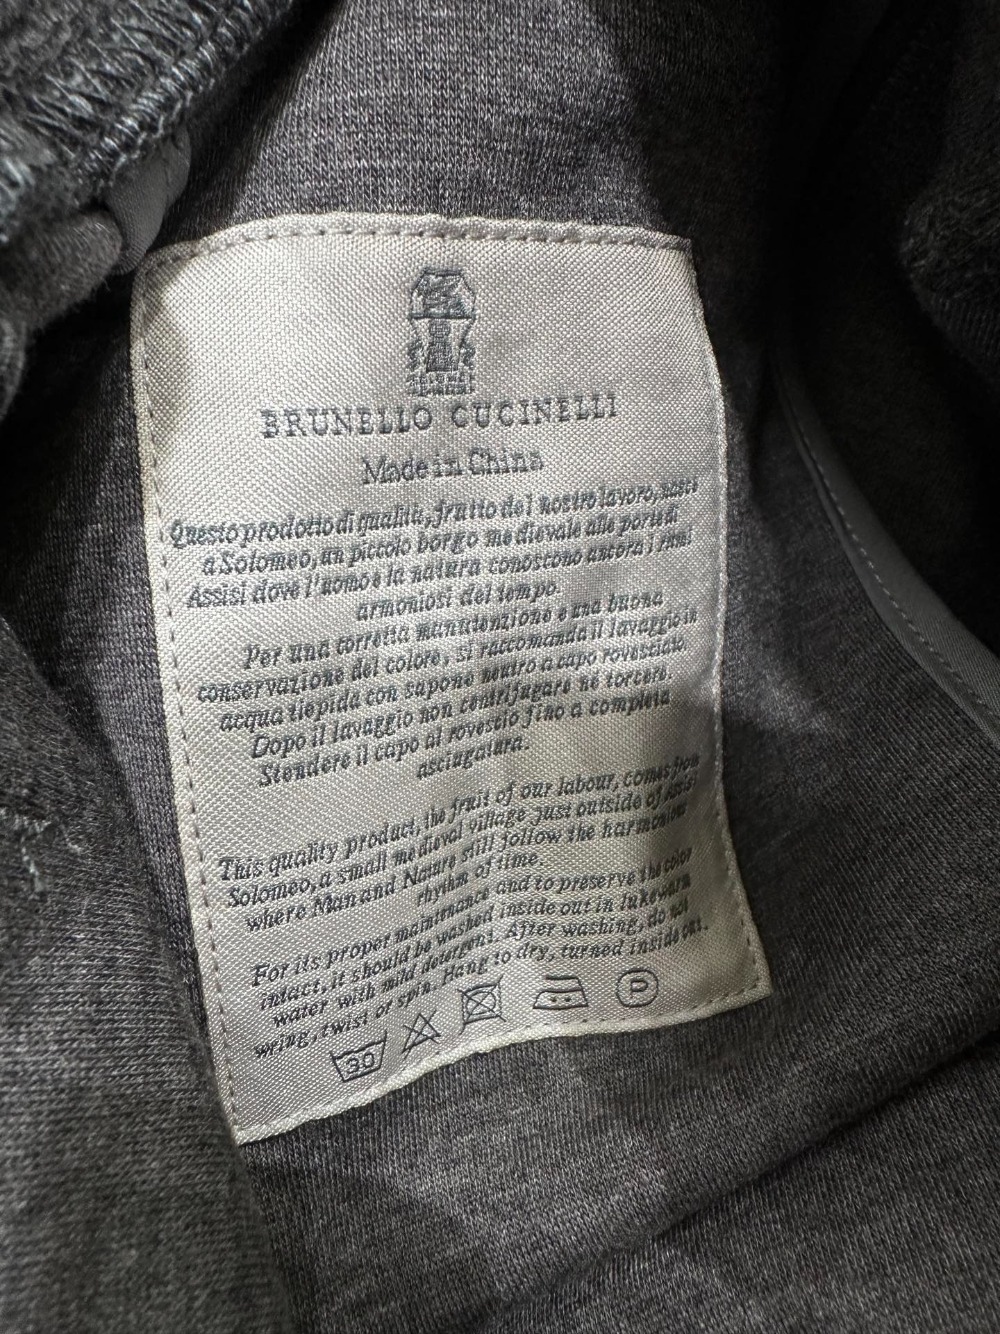 BRUNELLO CUCINELLI
Made in China
Questo prodotto di qualità, frutto del nostro lavoro, nasce
a Solomeo, un piccolo borgo medievale alle porte di
Assisi dove l'uomo e la natura conoscono ancora i ritmi
armoniosi del tempo.
Per una corretta manutenzione e una buona
conservazione del colore, si raccomanda il lavaggio in
acqua tiepida con sapone neutro a capo rovesciato
Dopo il lavaggio non centrifugare né torcere.
Stendere il capo al rovescio fino a completa
asciugatura.
This quality product, the fruit of our labour, comes from
Solomeo, a small medieval village just outside of Assisi
where Man and Nature still follow the harmonious
rhythm of time.
For its proper maintenance and to preserve the color
intact, it should be washed inside out in lukewarm
water with mild detergent. After washing, do not
wring, twist or spin. Hang to dry, turned inside out.
30 P